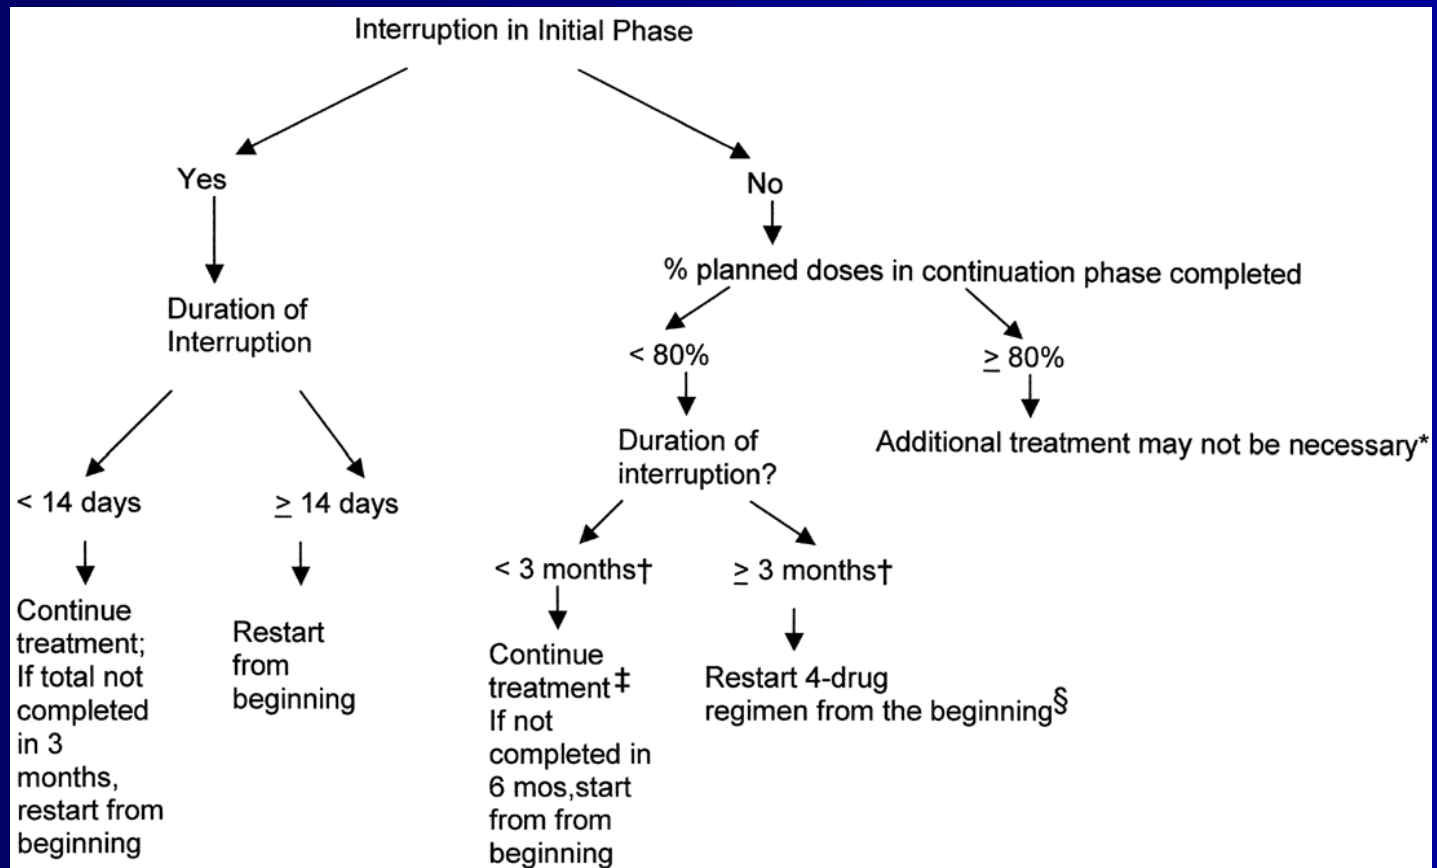 Interruption in Initial Phase
Yes
No
% planned doses in continuation phase completed
Duration of
Interruption
< 80%
≥ 80%
Duration of
interruption?
Additional treatment may not be necessary*
< 14 days
≥ 14 days
< 3 months†
≥ 3 months†
Continue
treatment;
If total not
completed
in 3
months,
restart from
beginning
Restart
from
beginning
Continue
treatment‡
If not
completed in
6 mos,start
from from
beginning
Restart 4-drug
regimen from the beginning§